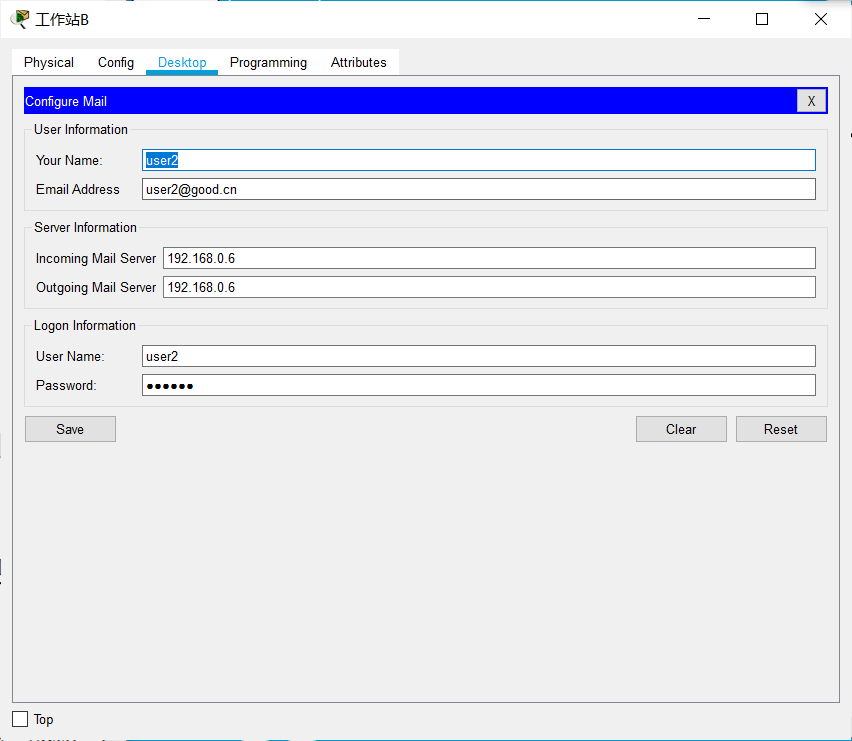 工作站B
Physical Config Desktop Programming Attributes
Configure Mail X
User Information
Your Name: user2
Email Address user2@good.cn
Server Information
Incoming Mail Server 192.168.0.6
Outgoing Mail Server 192.168.0.6
Logon Information
User Name: user2
Password: ●●●●●●
Save Clear Reset
Top